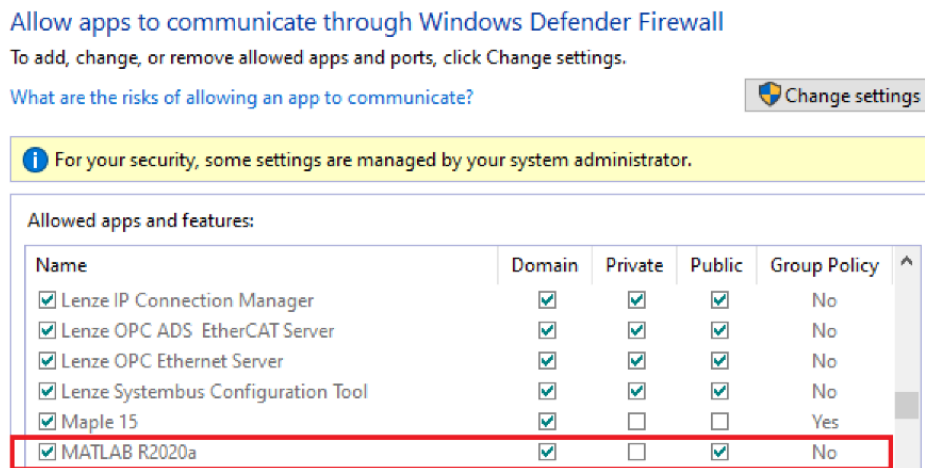 Allow apps to communicate through Windows Defender Firewall
To add, change, or remove allowed apps and ports, click Change settings.
What are the risks of allowing an app to communicate? Change settings
For your security, some settings are managed by your system administrator.
Allowed apps and features:
Name Domain Private Public Group Policy
Lenze IP Connection Manager No
Lenze OPC ADS EtherCAT Server No
Lenze OPC Ethernet Server No
Lenze Systembus Configuration Tool No
Maple 15 Yes
MATLAB R2020a No